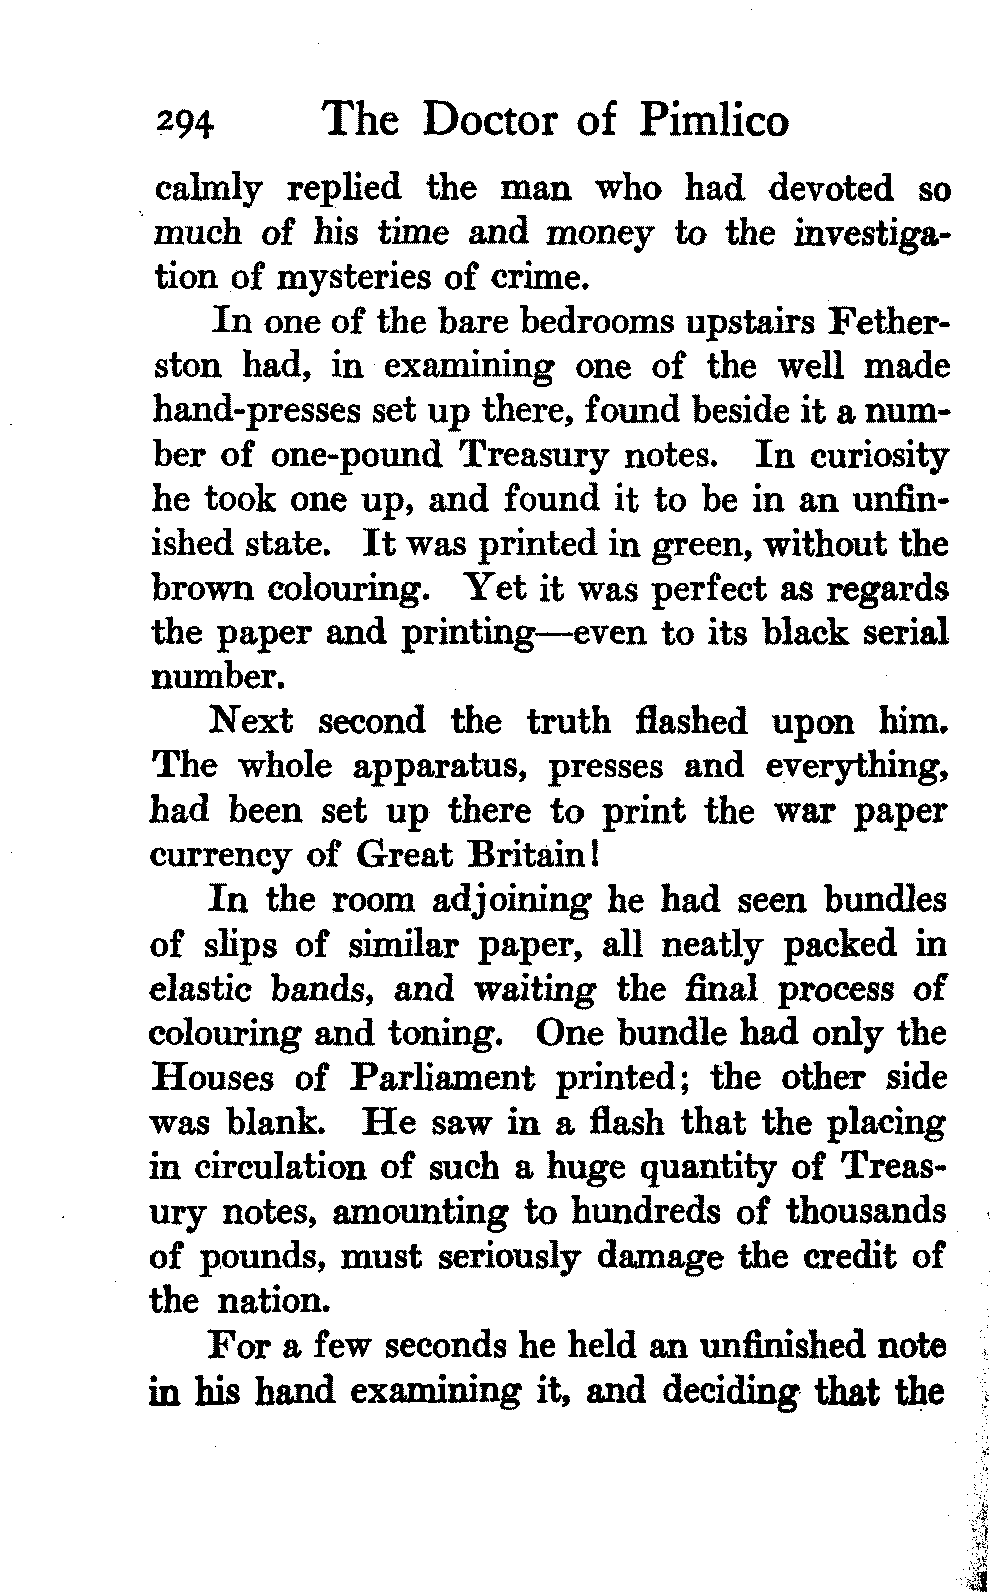 294 The Doctor of Pimlico
calmly replied the man who had devoted so
much of his time and money to the investiga-
tion of mysteries of crime.
In one of the bare bedrooms upstairs Fether-
ston had, in examining one of the well made
hand-presses set up there, found beside it a num-
ber of one-pound Treasury notes. In curiosity
he took one up, and found it to be in an unfin-
ished state. It was printed in green, without the
brown colouring. Yet it was perfect as regards
the paper and printing—even to its black serial
number.
Next second the truth flashed upon him.
The whole apparatus, presses and everything,
had been set up there to print the war paper
currency of Great Britain!
In the room adjoining he had seen bundles
of slips of similar paper, all neatly packed in
elastic bands, and waiting the final process of
colouring and toning. One bundle had only the
Houses of Parliament printed; the other side
was blank. He saw in a flash that the placing
in circulation of such a huge quantity of Treas-
ury notes, amounting to hundreds of thousands
of pounds, must seriously damage the credit of
the nation.
For a few seconds he held an unfinished note
in his hand examining it, and deciding that the